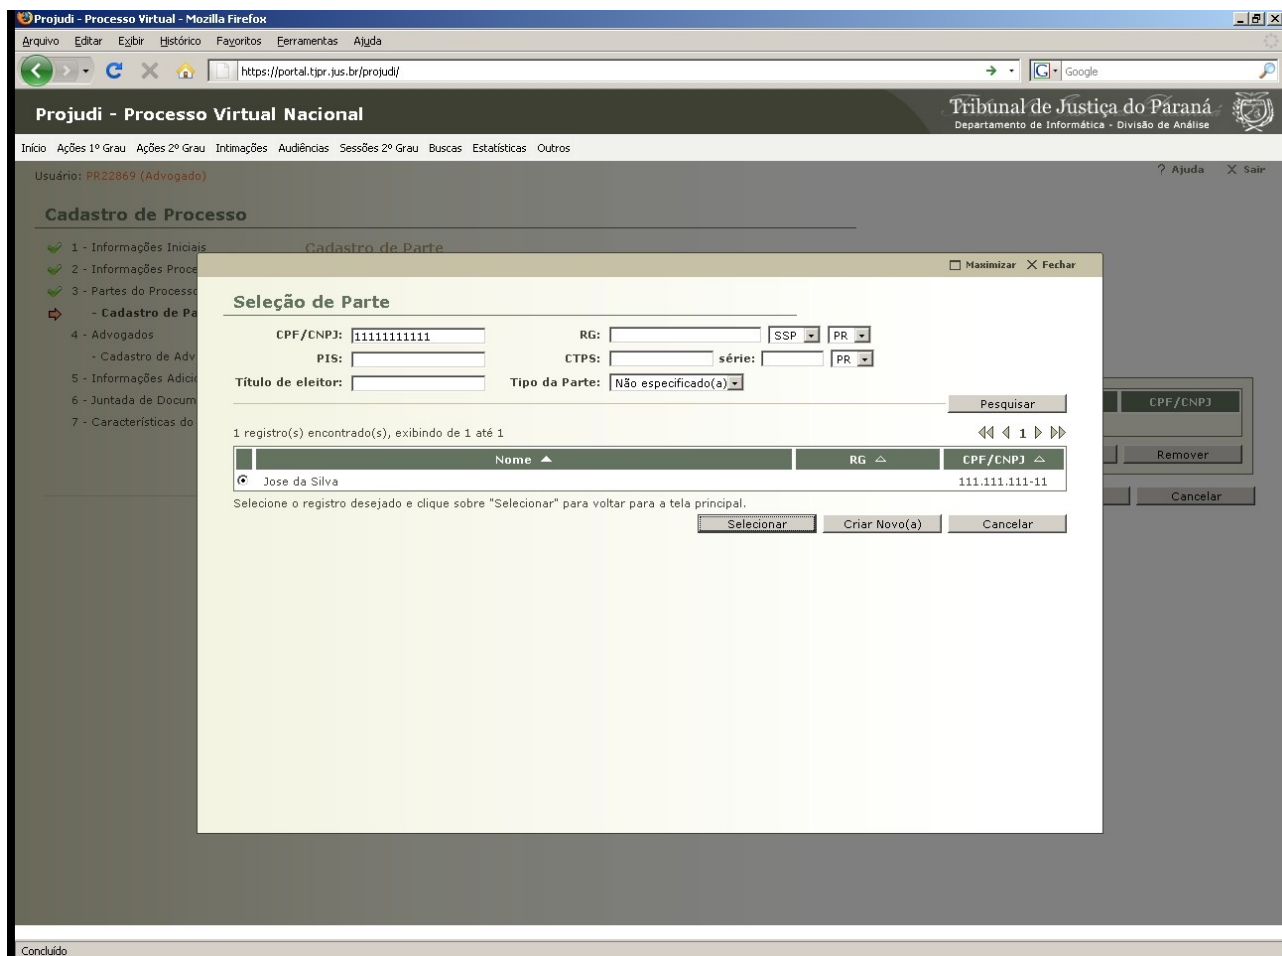 Projudi - Processo Virtual - Mozilla Firefox
Arquivo Editar Exibir Histórico Favoritos Ferramentas Ajuda
https://portal.tjpr.jus.br/projudi/ G Google
Projudi - Processo Virtual Nacional
Tribunal de Justiça do Paraná
Departamento de Informática - Divisão de Análise
Início Ações 1º Grau Ações 2º Grau Intimações Audiências Sessões 2º Grau Buscas Estatísticas Outros
Usuário: PR22869 (Advogado) ? Ajuda X Sair
Cadastro de Processo
1 - Informações Iniciais
2 - Informações Proce
3 - Partes do Processo
- Cadastro de Pa
4 - Advogados
- Cadastro de Adv
5 - Informações Adicio
6 - Juntada de Docum
7 - Características do
Cadastro de Parte
Maximizar X Fechar
Seleção de Parte
CPF/CNPJ: 11111111111 RG: SSP PR
PIS: CTPS: série: PR
Título de eleitor: Tipo da Parte: Não especificado(a)
Pesquisar
1 registro(s) encontrado(s), exibindo de 1 até 1 1
Nome RG CPF/CNPJ
Jose da Silva 111.111.111-11
Selecione o registro desejado e clique sobre "Selecionar" para voltar para a tela principal.
Selecionar Criar Novo(a) Cancelar
CPF/CNPJ
Remover
Cancelar
Concluído